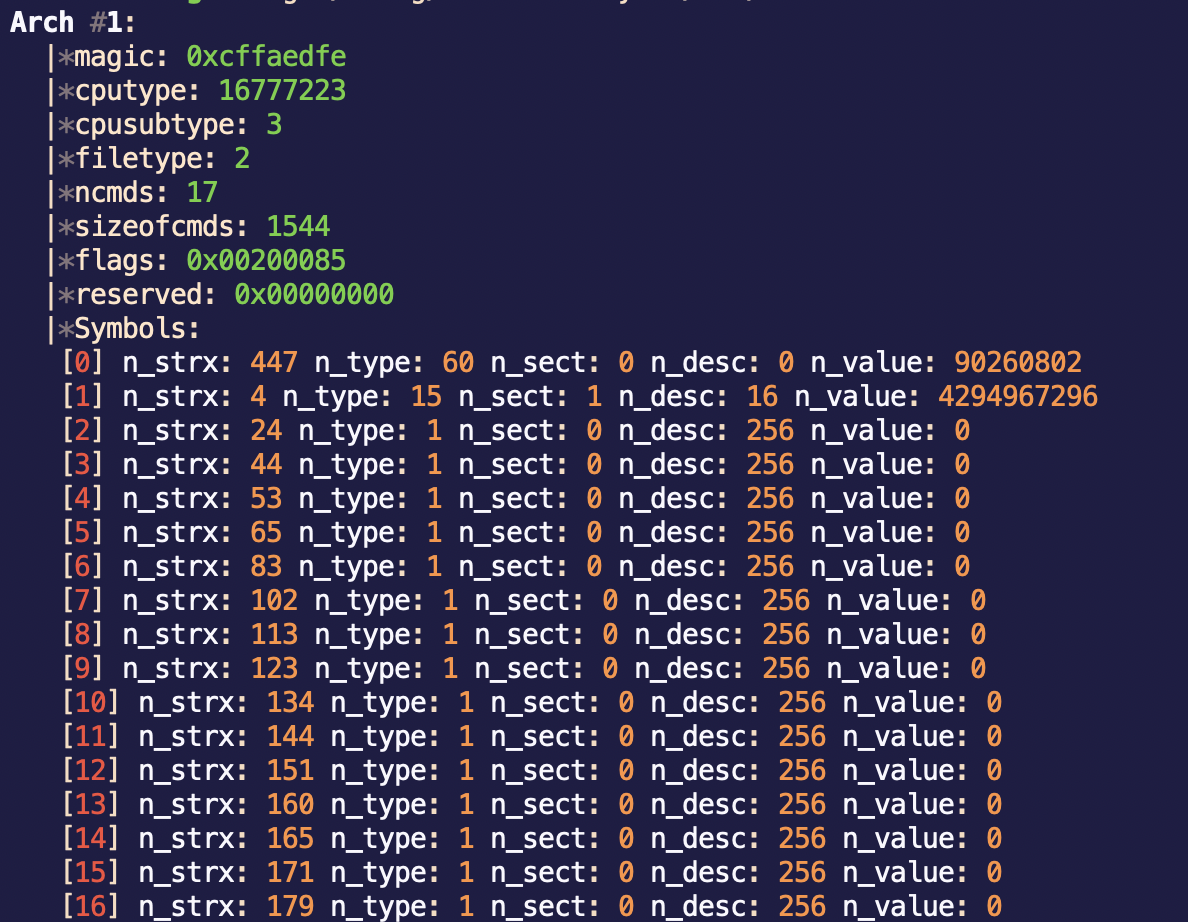 Arch #1:
|*magic: 0xcffaedfe
|*cputype: 16777223
|*cpusubtype: 3
|*filetype: 2
|*ncmds: 17
|*sizeofcmds: 1544
|*flags: 0x00200085
|*reserved: 0x00000000
|*Symbols:
[0] n_strx: 447 n_type: 60 n_sect: 0 n_desc: 0 n_value: 90260802
[1] n_strx: 4 n_type: 15 n_sect: 1 n_desc: 16 n_value: 4294967296
[2] n_strx: 24 n_type: 1 n_sect: 0 n_desc: 256 n_value: 0
[3] n_strx: 44 n_type: 1 n_sect: 0 n_desc: 256 n_value: 0
[4] n_strx: 53 n_type: 1 n_sect: 0 n_desc: 256 n_value: 0
[5] n_strx: 65 n_type: 1 n_sect: 0 n_desc: 256 n_value: 0
[6] n_strx: 83 n_type: 1 n_sect: 0 n_desc: 256 n_value: 0
[7] n_strx: 102 n_type: 1 n_sect: 0 n_desc: 256 n_value: 0
[8] n_strx: 113 n_type: 1 n_sect: 0 n_desc: 256 n_value: 0
[9] n_strx: 123 n_type: 1 n_sect: 0 n_desc: 256 n_value: 0
[10] n_strx: 134 n_type: 1 n_sect: 0 n_desc: 256 n_value: 0
[11] n_strx: 144 n_type: 1 n_sect: 0 n_desc: 256 n_value: 0
[12] n_strx: 151 n_type: 1 n_sect: 0 n_desc: 256 n_value: 0
[13] n_strx: 160 n_type: 1 n_sect: 0 n_desc: 256 n_value: 0
[14] n_strx: 165 n_type: 1 n_sect: 0 n_desc: 256 n_value: 0
[15] n_strx: 171 n_type: 1 n_sect: 0 n_desc: 256 n_value: 0
[16] n_strx: 179 n_type: 1 n_sect: 0 n_desc: 256 n_value: 0